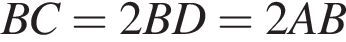 BC = 2BD = 2AB